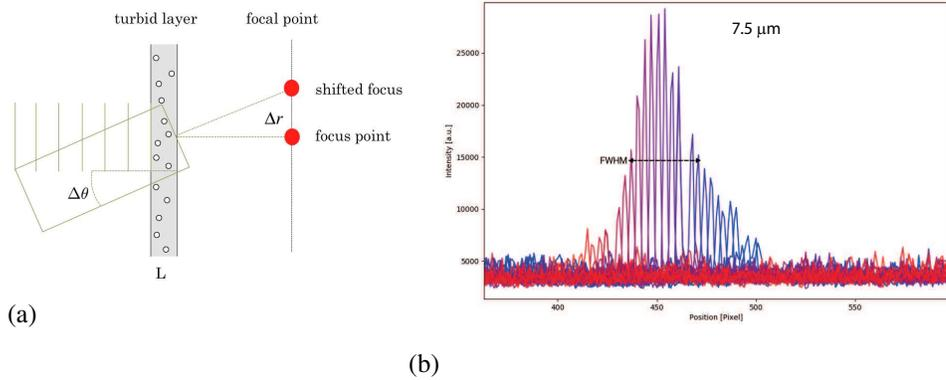 turbid layer
focal point
shifted focus
Δr
focus point
Δθ
L
(a)
7.5 μm
25000
20000
15000
10000
5000
Intensity [a.u.]
FWHM
400
450
500
550
Position [Pixel]
(b)